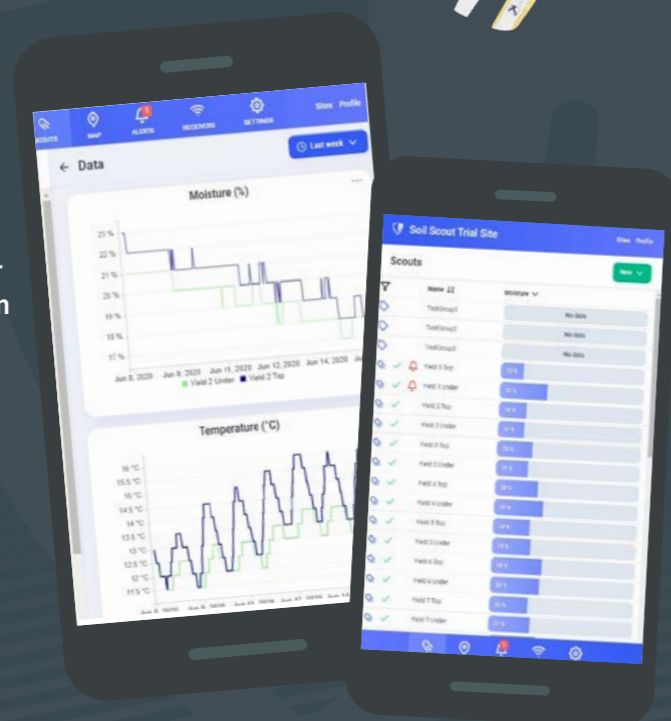 SCOUTS
MAP
ALERTS
RECEIVERS
SETTINGS
Sites Profile
← Data
Last week
Moisture (%)
23 %
22 %
21 %
20 %
19 %
18 %
17 %
Jun 8, 2020 Jun 9, 2020 Jun 11, 2020 Jun 12, 2020 Jun 14, 2020
Yield 2 Under Yield 2 Top
Temperature (°C)
16 °C
15.5 °C
15 °C
14.5 °C
14 °C
13.5 °C
13 °C
12.5 °C
12 °C
11.5 °C
Soil Scout Trial Site
Sites Profile
Scouts
New
Name
Moisture
TestGroup1 No data
TestGroup2 No data
TestGroup3 No data
Yield 1 Top
Yield 1 Under
Yield 2 Top
Yield 2 Under
Yield 3 Top
Yield 3 Under
Yield 4 Top
Yield 4 Under
Yield 5 Top
Yield 5 Under
Yield 6 Top
Yield 6 Under
Yield 7 Top
Yield 7 Under